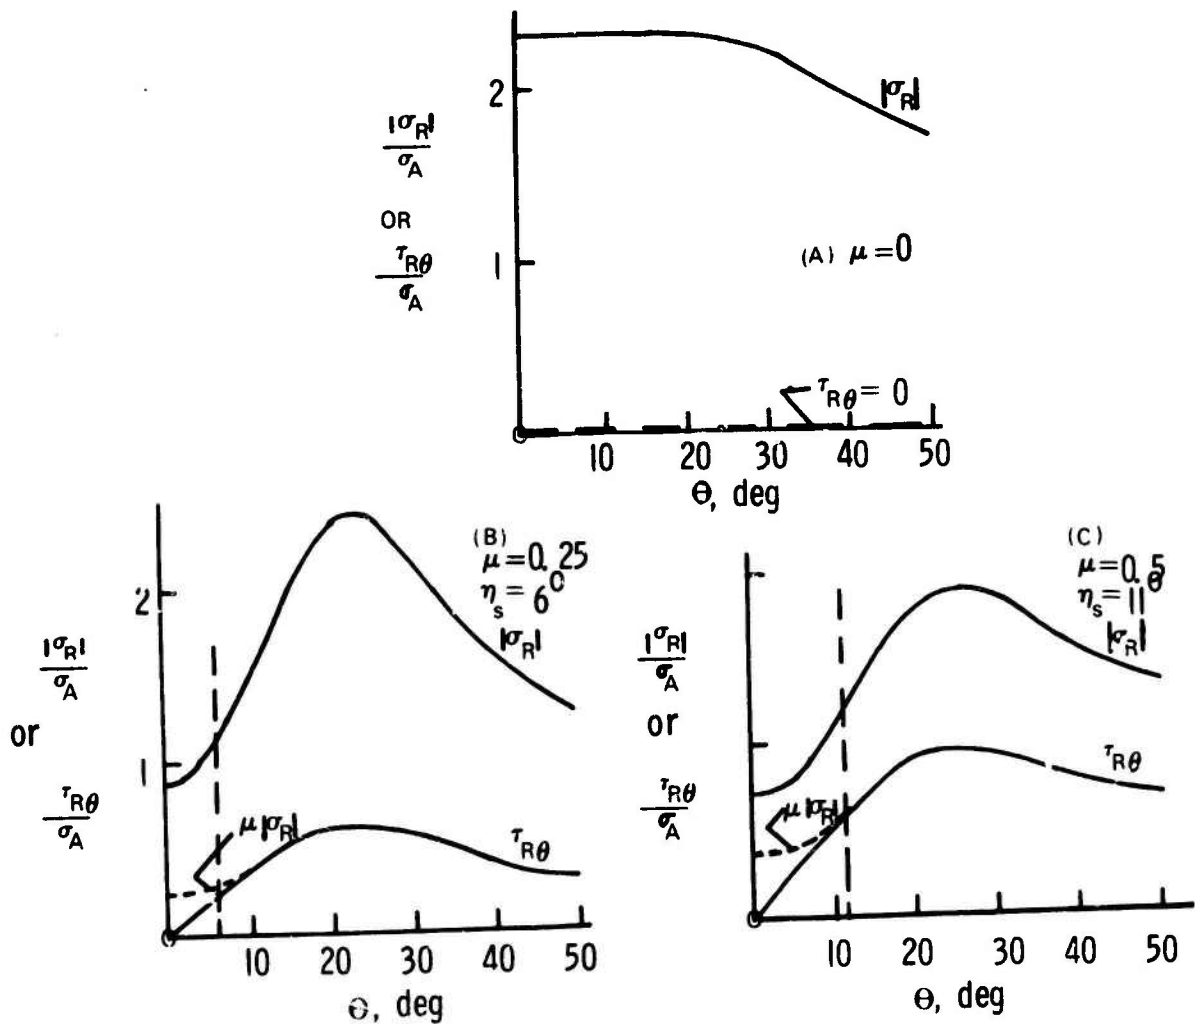 2
|σR|
|σR|
σA
OR
τRθ
σA
1
(A) μ=0
τRθ= 0
0
10 20 30 40 50
θ, deg
(B)
μ=0.25
ηs= 6°
2
|σR|
|σR|
σA
or
τRθ
σA
1
μ|σR|
τRθ
0
10 20 30 40 50
θ, deg
(C)
μ=0.5
ηs= 11°
|σR|
|σR|
σA
or
τRθ
σA
μ|σR|
τRθ
0
10 20 30 40 50
θ, deg